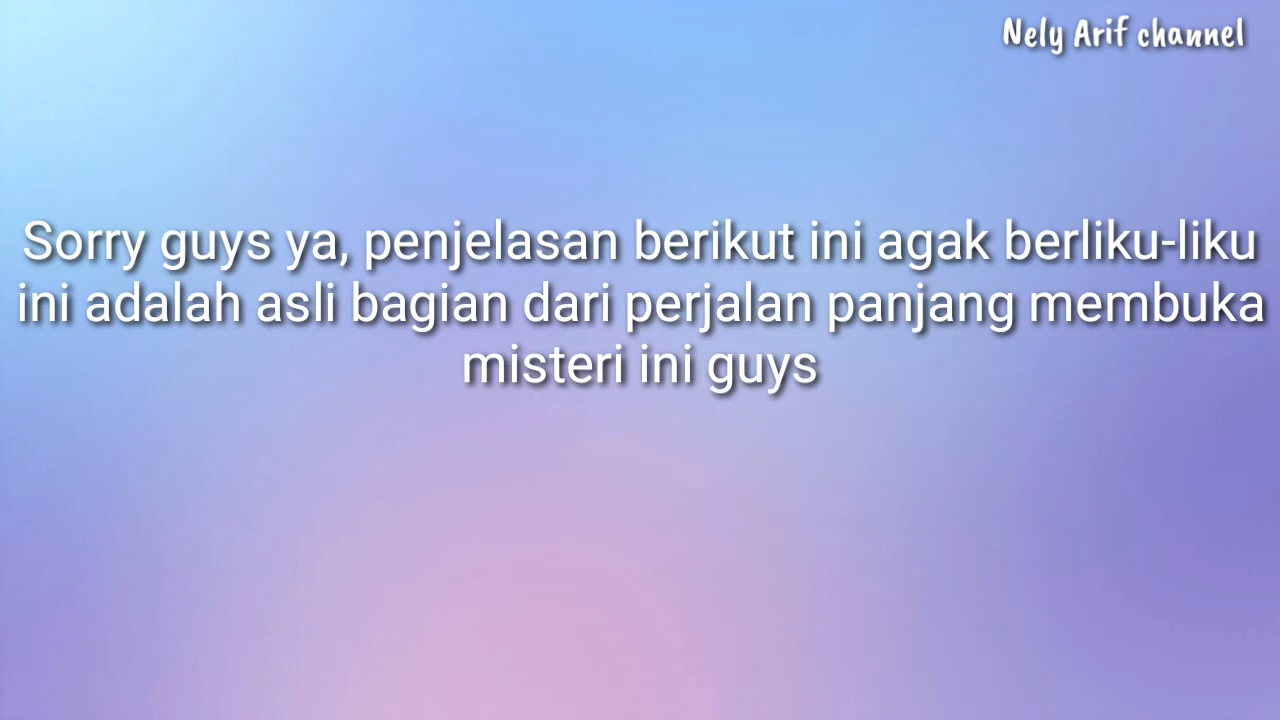 Nely Arif channel
Sorry guys ya, penjelasan berikut ini agak berliku-liku
ini adalah asli bagian dari perjalan panjang membuka
misteri ini guys